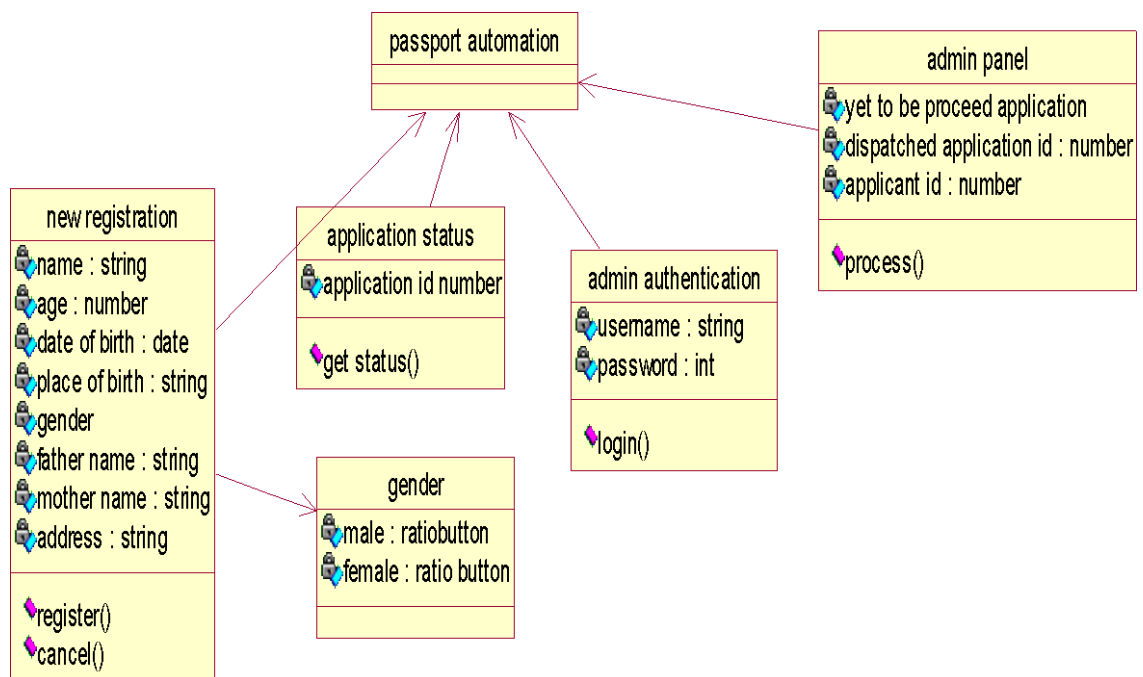 passport automation
admin panel
yet to be proceed application
dispatched application id : number
applicant id : number
process()
new registration
name : string
age : number
date of birth : date
place of birth : string
gender
father name : string
mother name : string
address : string
register()
cancel()
application status
application id number
get status()
admin authentication
username : string
password : int
login()
gender
male : ratiobutton
female : ratio button